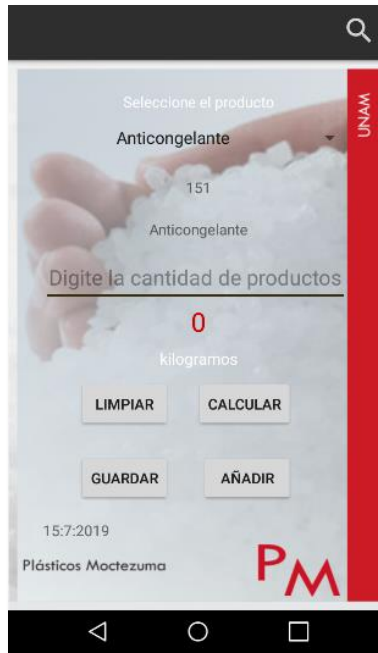 UNAM
Seleccione el producto
Anticongelante
151
Anticongelante
Digite la cantidad de productos
0
kilogramos
LIMPIAR
CALCULAR
GUARDAR
AÑADIR
15:7:2019
Plásticos Moctezuma
PM